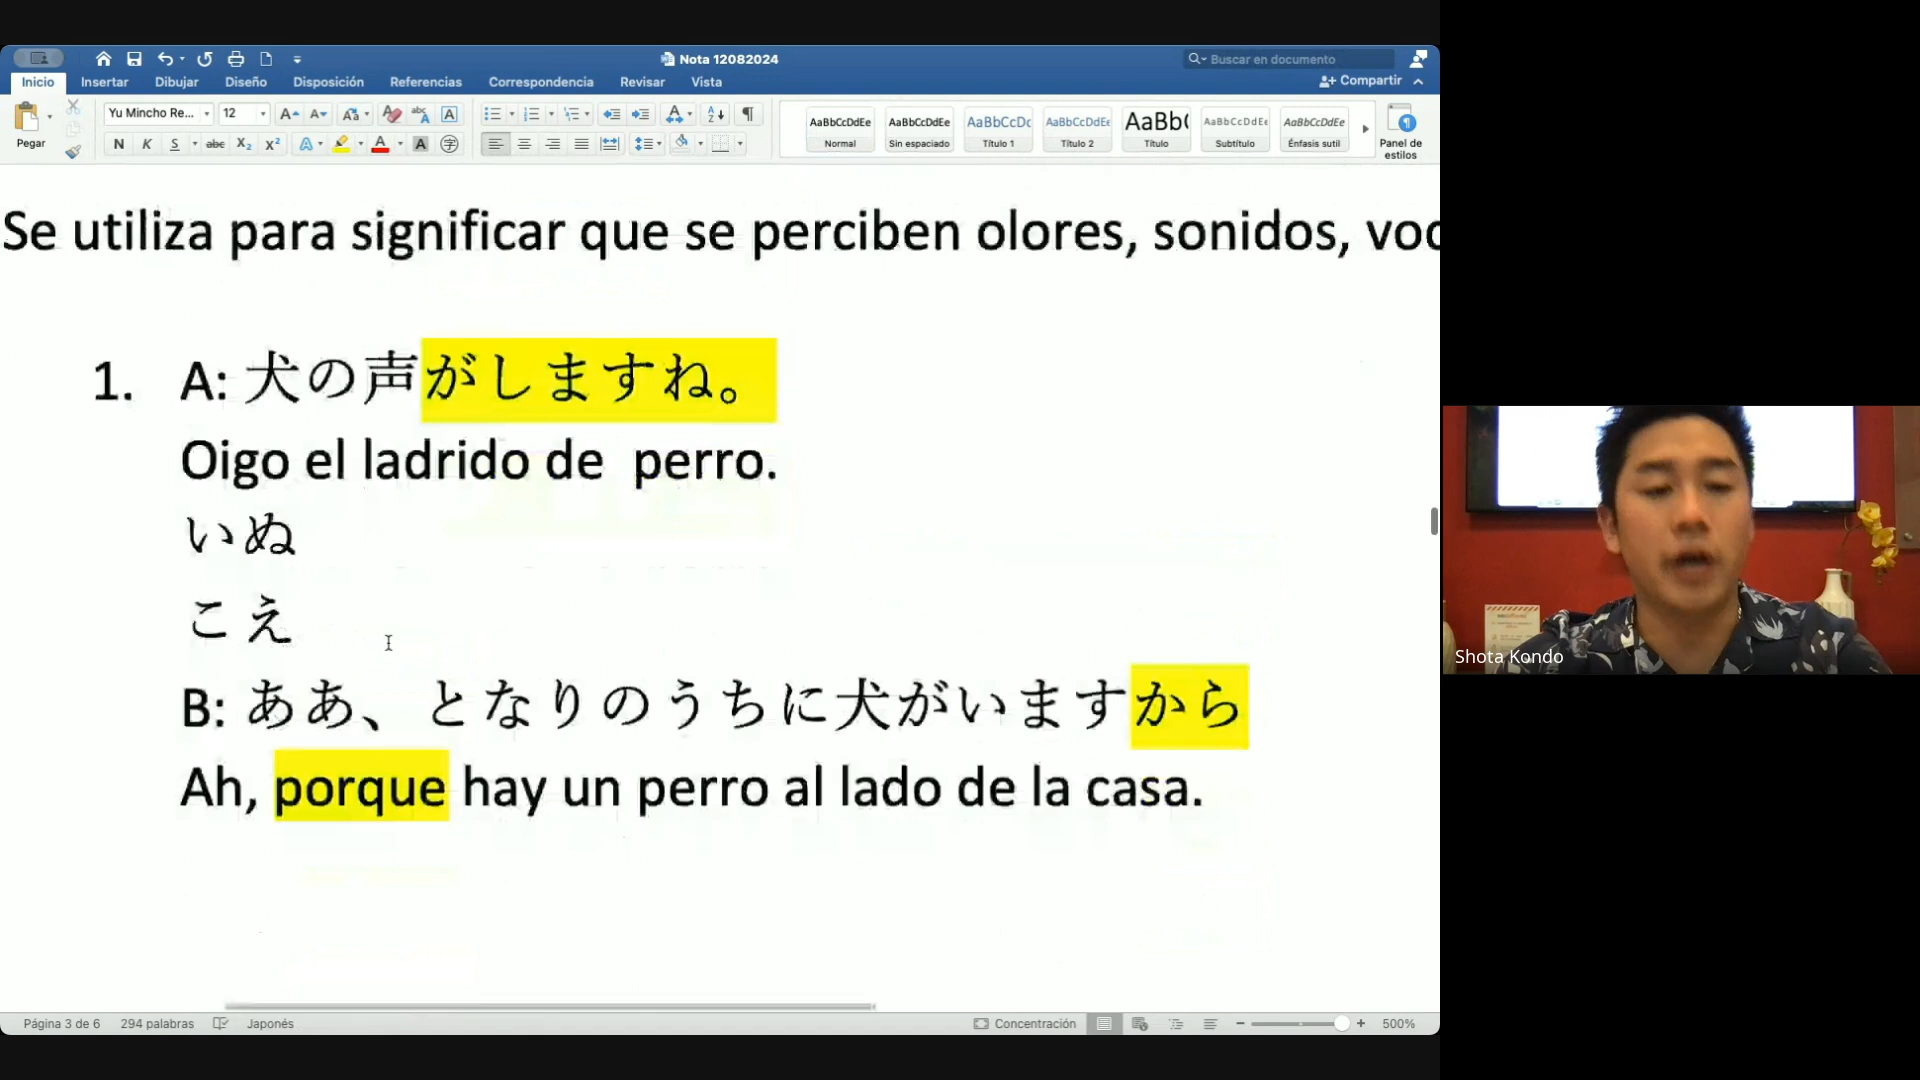 Nota 12082024
Buscar en documento
Inicio Insertar Dibujar Diseño Disposición Referencias Correspondencia Revisar Vista
Compartir
Pegar
Yu Mincho Re... 12
N K S abc X₂ X²
AaBbCcDdEe AaBbCcDdEe AaBbCcDc AaBbCcDdEe AaBb( AaBbCcDdEe AaBbCcDdEe
Normal Sin espaciado Título 1 Título 2 Título Subtítulo Énfasis sutil
Panel de estilos
Se utiliza para significar que se perciben olores, sonidos, voc
1. A: 犬の声がしますね。
Oigo el ladrido de perro.
いぬ
こえ
B: ああ、となりのうちに犬がいますから
Ah, porque hay un perro al lado de la casa.
Shota Kondo
Página 3 de 6 294 palabras Japonés
Concentración 500%